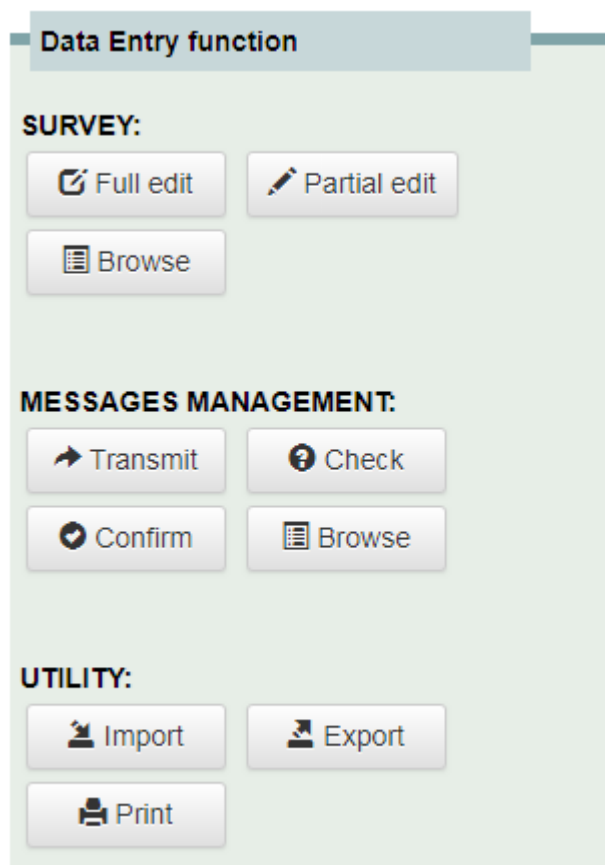 Data Entry function
SURVEY:
Full edit Partial edit
Browse
MESSAGES MANAGEMENT:
Transmit Check
Confirm Browse
UTILITY:
Import Export
Print